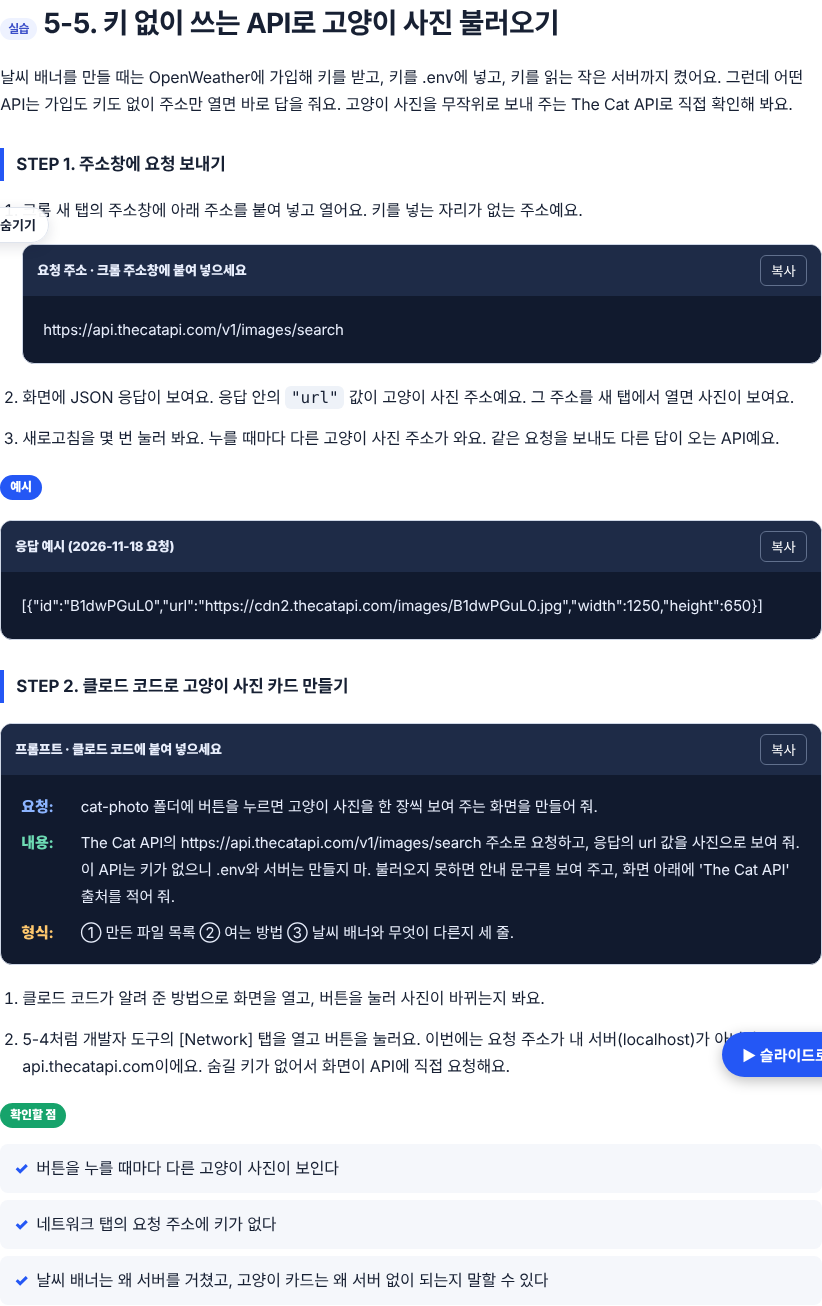 실습 5-5. 키 없이 쓰는 API로 고양이 사진 불러오기
날씨 배너를 만들 때는 OpenWeather에 가입해 키를 받고, 키를 .env에 넣고, 키를 읽는 작은 서버까지 켰어요. 그런데 어떤
API는 가입도 키도 없이 주소만 열면 바로 답을 줘요. 고양이 사진을 무작위로 보내 주는 The Cat API로 직접 확인해 봐요.
STEP 1. 주소창에 요청 보내기
새 탭의 주소창에 아래 주소를 붙여 넣고 열어요. 키를 넣는 자리가 없는 주소예요.
숨기기
요청 주소 · 크롬 주소창에 붙여 넣으세요
복사
https://api.thecatapi.com/v1/images/search
2. 화면에 JSON 응답이 보여요. 응답 안의 "url" 값이 고양이 사진 주소예요. 그 주소를 새 탭에서 열면 사진이 보여요.
3. 새로고침을 몇 번 눌러 봐요. 누를 때마다 다른 고양이 사진 주소가 와요. 같은 요청을 보내도 다른 답이 오는 API예요.
예시
응답 예시 (2026-11-18 요청)
복사
[{"id":"B1dwPGuL0","url":"https://cdn2.thecatapi.com/images/B1dwPGuL0.jpg","width":1250,"height":650}]
STEP 2. 클로드 코드로 고양이 사진 카드 만들기
프롬프트 · 클로드 코드에 붙여 넣으세요
복사
요청: cat-photo 폴더에 버튼을 누르면 고양이 사진을 한 장씩 보여 주는 화면을 만들어 줘.
내용: The Cat API의 https://api.thecatapi.com/v1/images/search 주소로 요청하고, 응답의 url 값을 사진으로 보여 줘.
이 API는 키가 없으니 .env와 서버는 만들지 마. 불러오지 못하면 안내 문구를 보여 주고, 화면 아래에 'The Cat API'
출처를 적어 줘.
형식: ① 만든 파일 목록 ② 여는 방법 ③ 날씨 배너와 무엇이 다른지 세 줄.
1. 클로드 코드가 알려 준 방법으로 화면을 열고, 버튼을 눌러 사진이 바뀌는지 봐요.
2. 5-4처럼 개발자 도구의 [Network] 탭을 열고 버튼을 눌러요. 이번에는 요청 주소가 내 서버(localhost)가
api.thecatapi.com이에요. 숨길 키가 없어서 화면이 API에 직접 요청해요.
▶ 슬라이드로
확인할 점
✔ 버튼을 누를 때마다 다른 고양이 사진이 보인다
✔ 네트워크 탭의 요청 주소에 키가 없다
✔ 날씨 배너는 왜 서버를 거쳤고, 고양이 카드는 왜 서버 없이 되는지 말할 수 있다